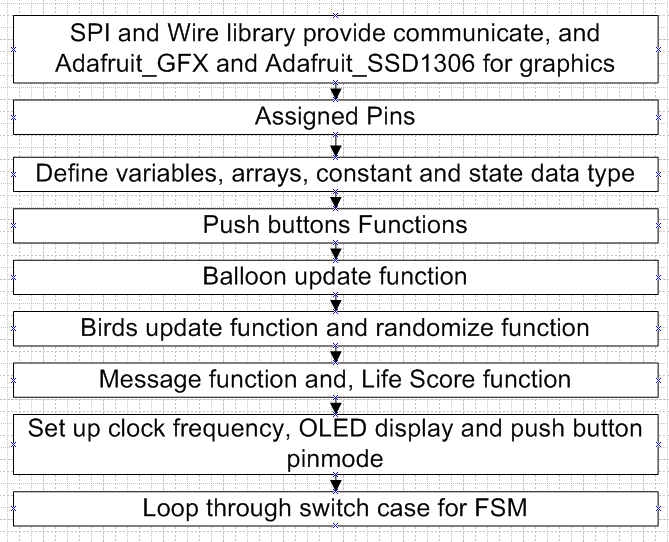 SPI and Wire library provide communicate, and
Adafruit_GFX and Adafruit_SSD1306 for graphics
Assigned Pins
Define variables, arrays, constant and state data type
Push buttons Functions
Balloon update function
Birds update function and randomize function
Message function and, Life Score function
Set up clock frequency, OLED display and push button
pinmode
Loop through switch case for FSM